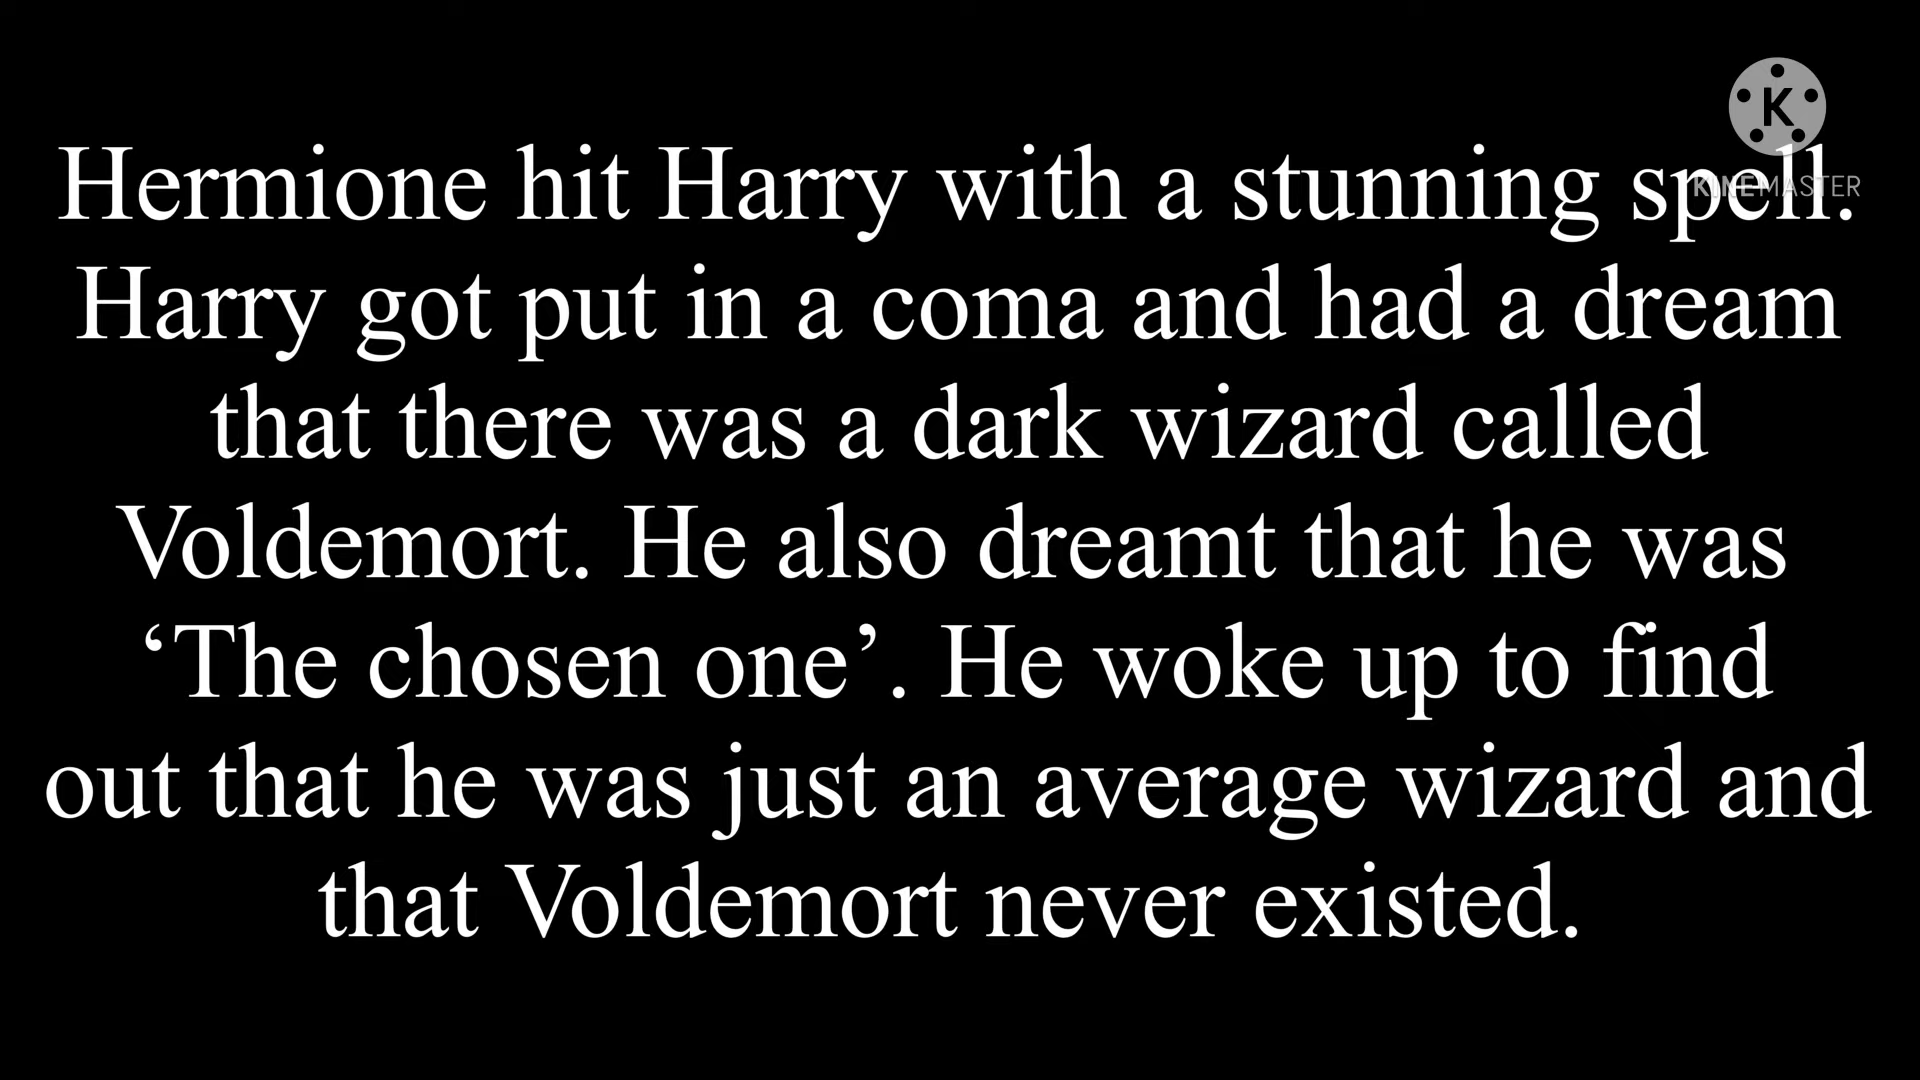 K
KINEMASTER
Hermione hit Harry with a stunning spell.
Harry got put in a coma and had a dream
that there was a dark wizard called
Voldemort. He also dreamt that he was
‘The chosen one’. He woke up to find
out that he was just an average wizard and
that Voldemort never existed.